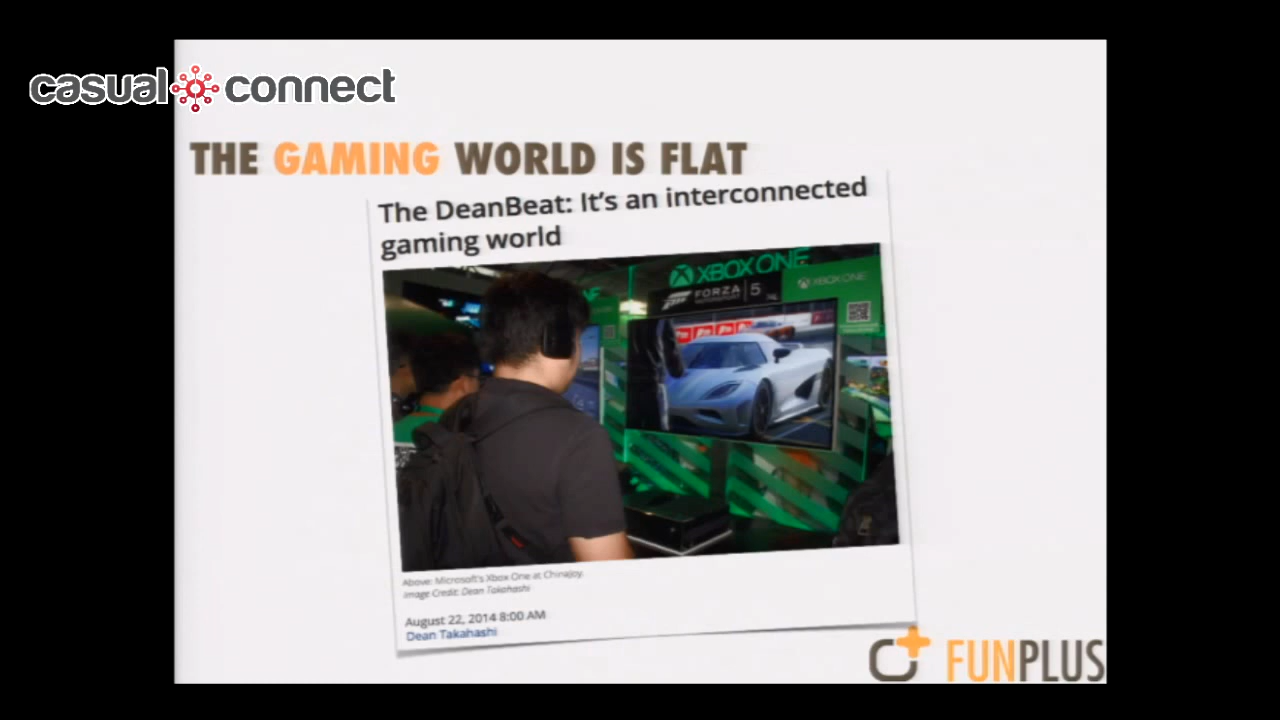 casual connect
THE GAMING WORLD IS FLAT
The DeanBeat: It's an interconnected
gaming world
XBOX ONE
FORZA 5
XBOX ONE
Above: Microsoft's Xbox One at ChinaJoy.
Image Credit: Dean Takahashi
August 22, 2014 8:00 AM
Dean Takahashi
FUNPLUS